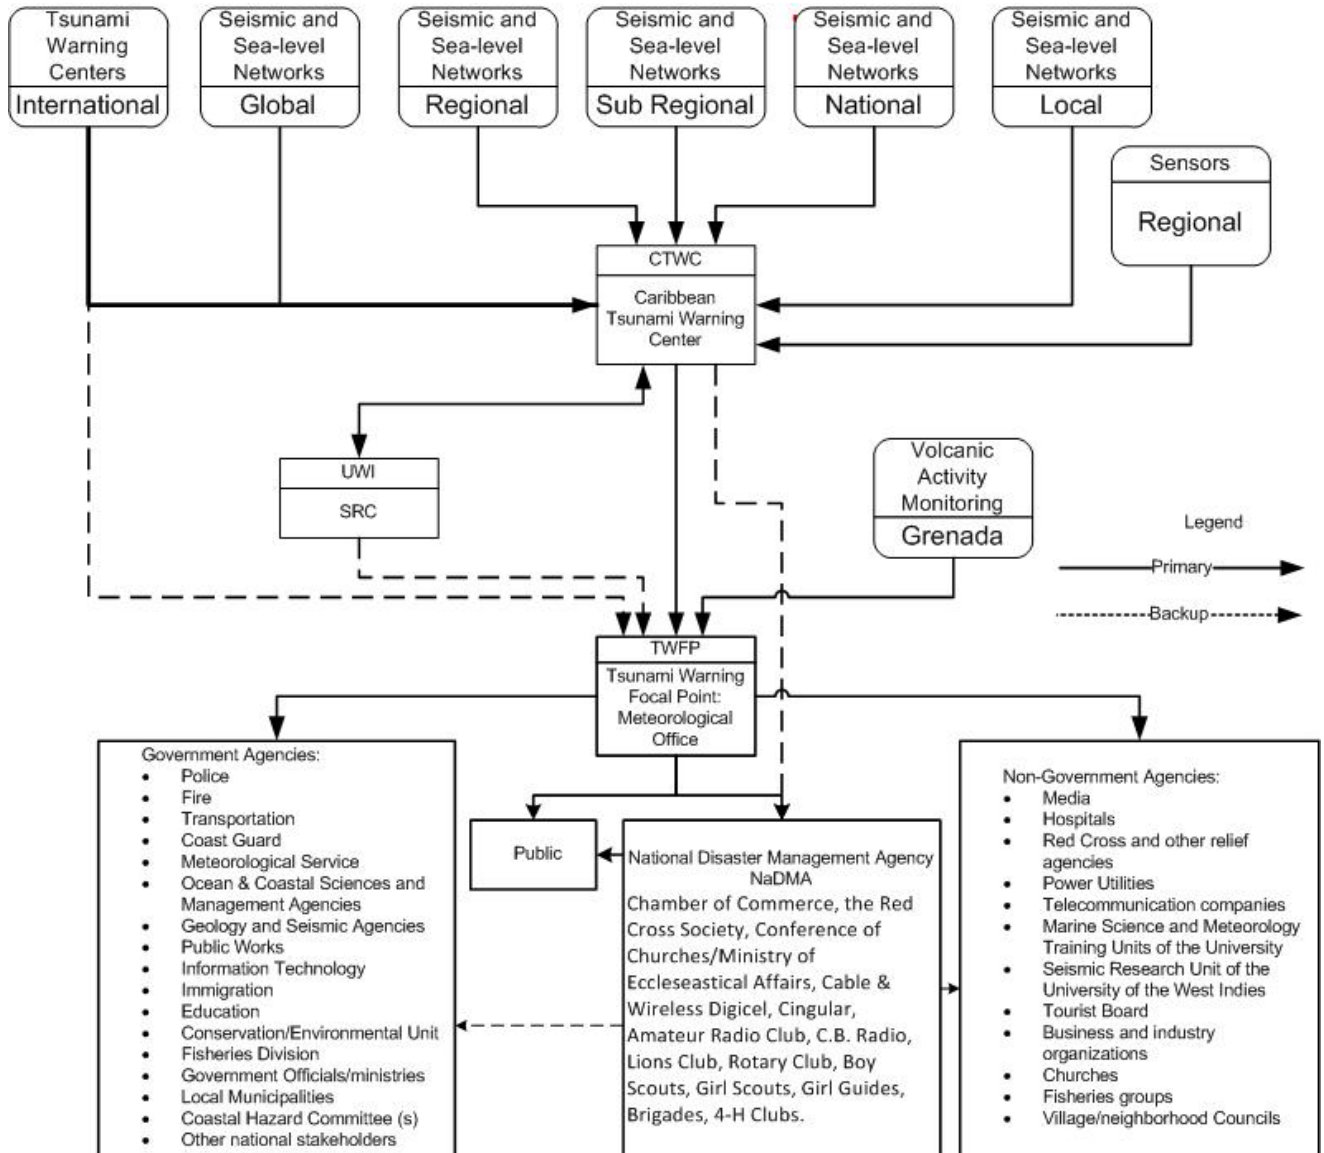 Tsunami
Warning
Centers
International
Seismic and
Sea-level
Networks
Global
Seismic and
Sea-level
Networks
Regional
Seismic and
Sea-level
Networks
Sub Regional
Seismic and
Sea-level
Networks
National
Seismic and
Sea-level
Networks
Local
Sensors
Regional
CTWC
Caribbean
Tsunami Warning
Center
UWI
SRC
Volcanic
Activity
Monitoring
Grenada
Legend
Primary
Backup
TWFP
Tsunami Warning
Focal Point:
Meteorological
Office
Government Agencies:
• Police
• Fire
• Transportation
• Coast Guard
• Meteorological Service
• Ocean & Coastal Sciences and
Management Agencies
• Geology and Seismic Agencies
• Public Works
• Information Technology
• Immigration
• Education
• Conservation/Environmental Unit
• Fisheries Division
• Government Officials/ministries
• Local Municipalities
• Coastal Hazard Committee (s)
• Other national stakeholders
Public
National Disaster Management Agency
NaDMA
Chamber of Commerce, the Red
Cross Society, Conference of
Churches/Ministry of
Eccleseastical Affairs, Cable &
Wireless Digicel, Cingular,
Amateur Radio Club, C.B. Radio,
Lions Club, Rotary Club, Boy
Scouts, Girl Scouts, Girl Guides,
Brigades, 4-H Clubs.
Non-Government Agencies:
• Media
• Hospitals
• Red Cross and other relief
agencies
• Power Utilities
• Telecommunication companies
• Marine Science and Meteorology
Training Units of the University
• Seismic Research Unit of the
University of the West Indies
• Tourist Board
• Business and industry
organizations
• Churches
• Fisheries groups
• Village/neighborhood Councils